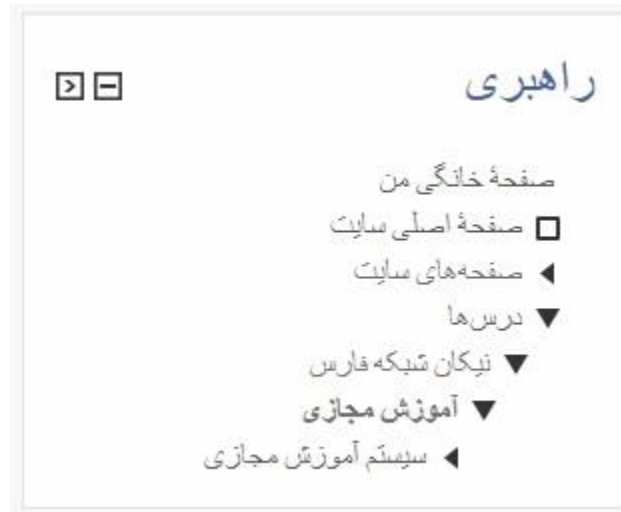 راهبری
صفحهٔ خانگی من
صفحهٔ اصلی سایت
صفحه‌های سایت
درس‌ها
نیکان شبکه فارس
آموزش مجازی
سیستم آموزش مجازی